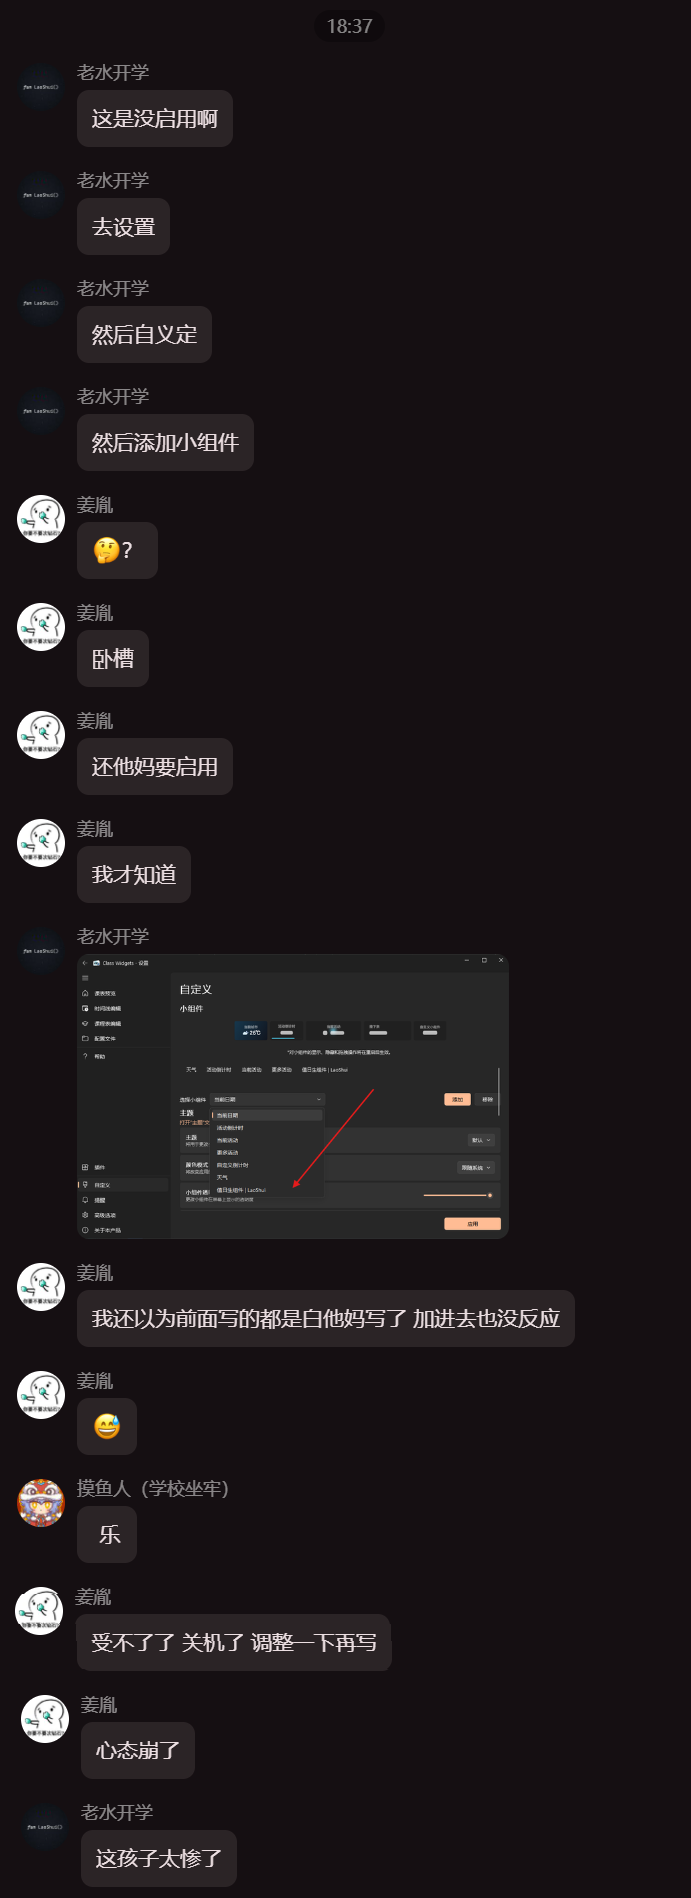 18:37
老水开学
这是没启用啊
老水开学
去设置
老水开学
然后自义定
老水开学
然后添加小组件
姜胤
🤔?
姜胤
卧槽
姜胤
还他妈要启用
姜胤
我才知道
老水开学
Class Widgets - 设置
自定义
小组件
课表预览
时间线编辑
课程表编辑
配置文件
帮助
26℃
天气 活动倒计时 当前活动 更多活动 值日生组件 | LaoShui
选择小组件 当前日期 添加 移除
主题
当前日期
活动倒计时
当前活动
更多活动
自定义倒计时
天气
值日生组件 | LaoShui
主题 默认
颜色模式 跟随系统
插件
自定义
提醒
高级选项
关于本产品
应用
姜胤
我还以为前面写的都是白他妈写了 加进去也没反应
姜胤
😅
摸鱼人（学校坐牢）
乐
姜胤
受不了了 关机了 调整一下再写
姜胤
心态崩了
老水开学
这孩子太惨了